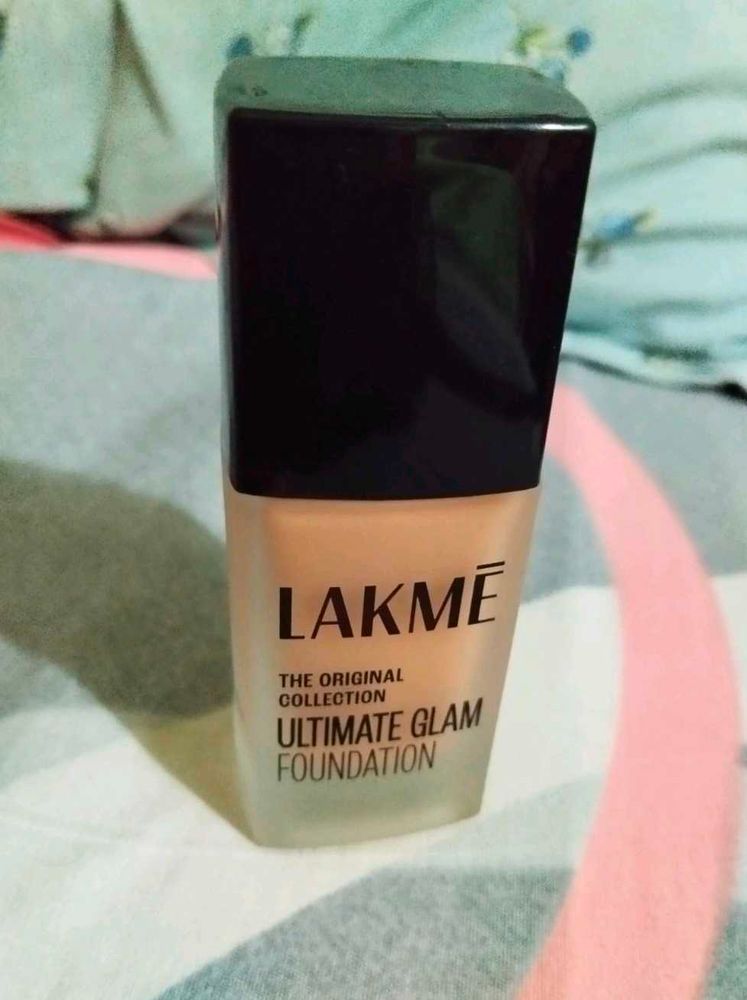 LAKMĒ
THE ORIGINAL
COLLECTION
ULTIMATE GLAM
FOUNDATION